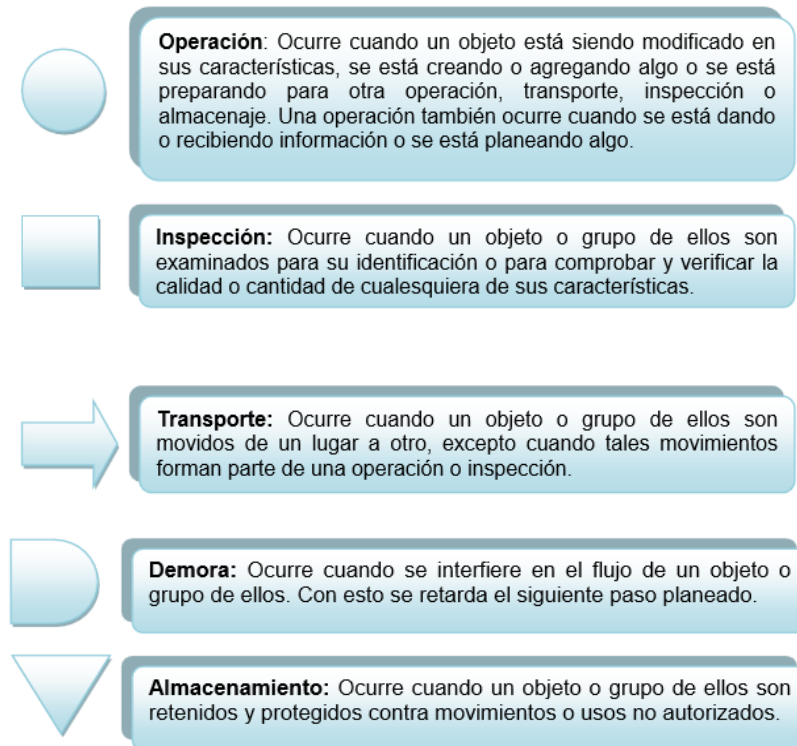 Operación: Ocurre cuando un objeto está siendo modificado en
sus características, se está creando o agregando algo o se está
preparando para otra operación, transporte, inspección o
almacenaje. Una operación también ocurre cuando se está dando
o recibiendo información o se está planeando algo.
Inspección: Ocurre cuando un objeto o grupo de ellos son
examinados para su identificación o para comprobar y verificar la
calidad o cantidad de cualesquiera de sus características.
Transporte: Ocurre cuando un objeto o grupo de ellos son
movidos de un lugar a otro, excepto cuando tales movimientos
forman parte de una operación o inspección.
Demora: Ocurre cuando se interfiere en el flujo de un objeto o
grupo de ellos. Con esto se retarda el siguiente paso planeado.
Almacenamiento: Ocurre cuando un objeto o grupo de ellos son
retenidos y protegidos contra movimientos o usos no autorizados.